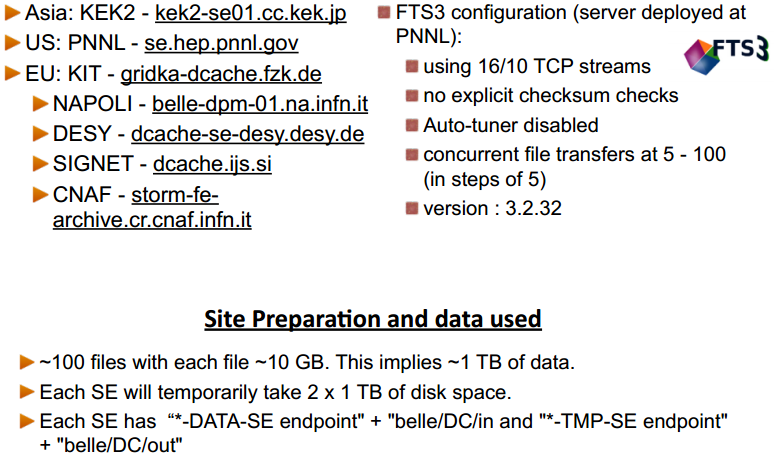 Asia: KEK2 - kek2-se01.cc.kek.jp
US: PNNL - se.hep.pnnl.gov
EU: KIT - gridka-dcache.fzk.de
NAPOLI - belle-dpm-01.na.infn.it
DESY - dcache-se-desy.desy.de
SIGNET - dcache.ijs.si
CNAF - storm-fe-
archive.cr.cnaf.infn.it
FTS3 configuration (server deployed at
PNNL):
FTS3
using 16/10 TCP streams
no explicit checksum checks
Auto-tuner disabled
concurrent file transfers at 5 - 100
(in steps of 5)
version : 3.2.32
Site Preparation and data used
~100 files with each file ~10 GB. This implies ~1 TB of data.
Each SE will temporarily take 2 x 1 TB of disk space.
Each SE has “*-DATA-SE endpoint" + "belle/DC/in and "*-TMP-SE endpoint"
+ "belle/DC/out"